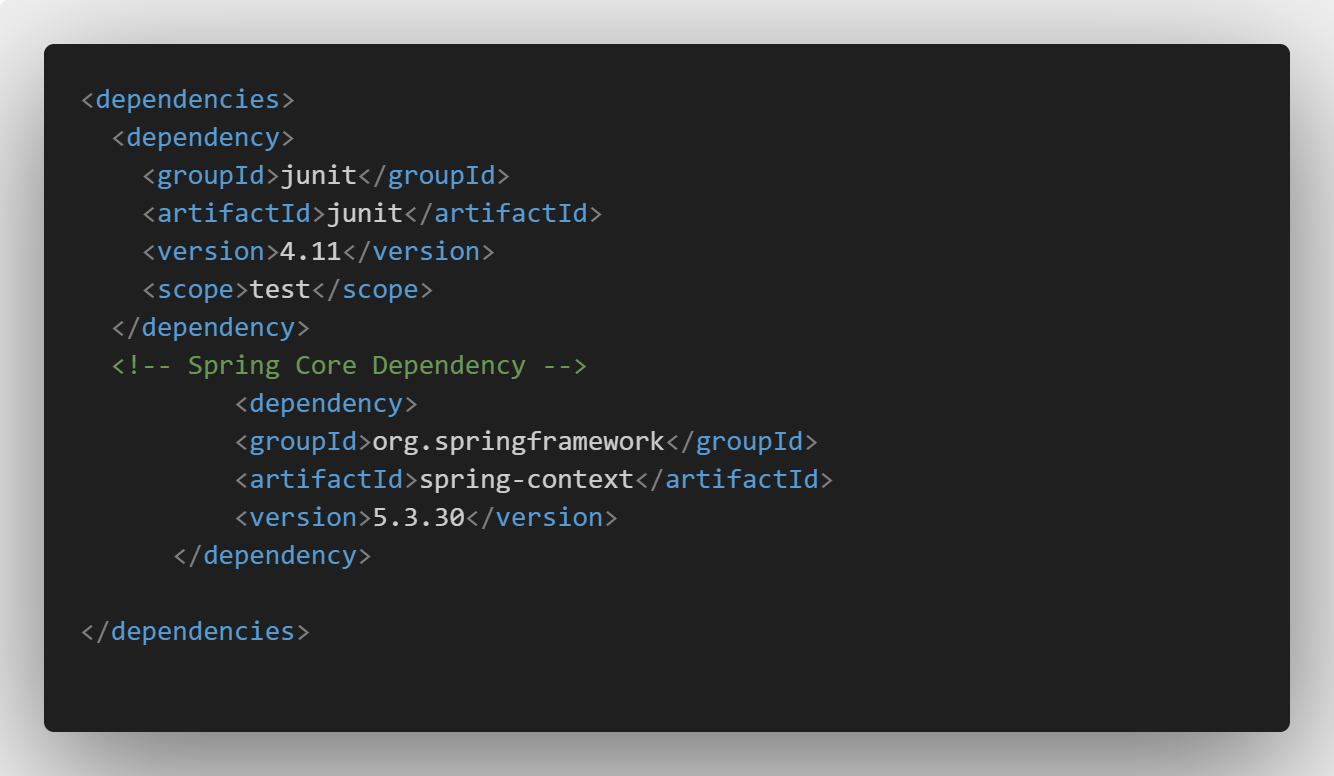 <dependencies>
<dependency>
<groupId>junit</groupId>
<artifactId>junit</artifactId>
<version>4.11</version>
<scope>test</scope>
</dependency>
<!-- Spring Core Dependency -->
<dependency>
<groupId>org.springframework</groupId>
<artifactId>spring-context</artifactId>
<version>5.3.30</version>
</dependency>
</dependencies>